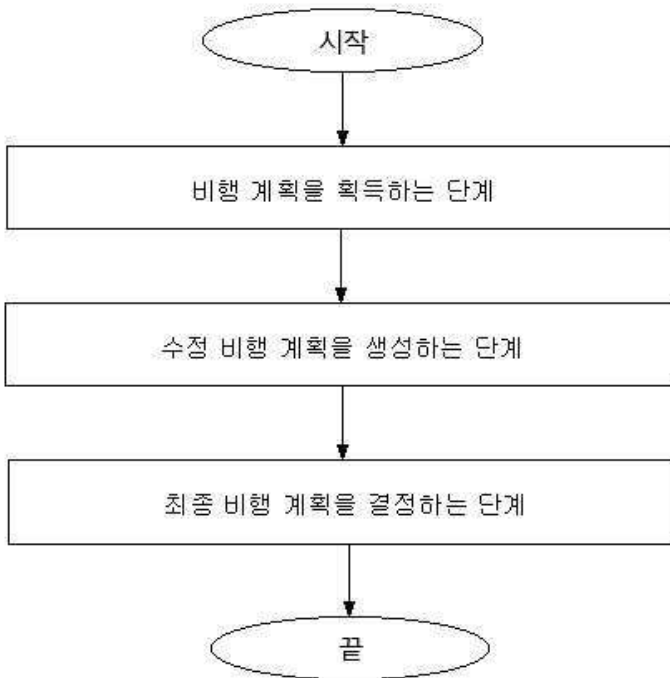 시작
비행 계획을 획득하는 단계
수정 비행 계획을 생성하는 단계
최종 비행 계획을 결정하는 단계
끝